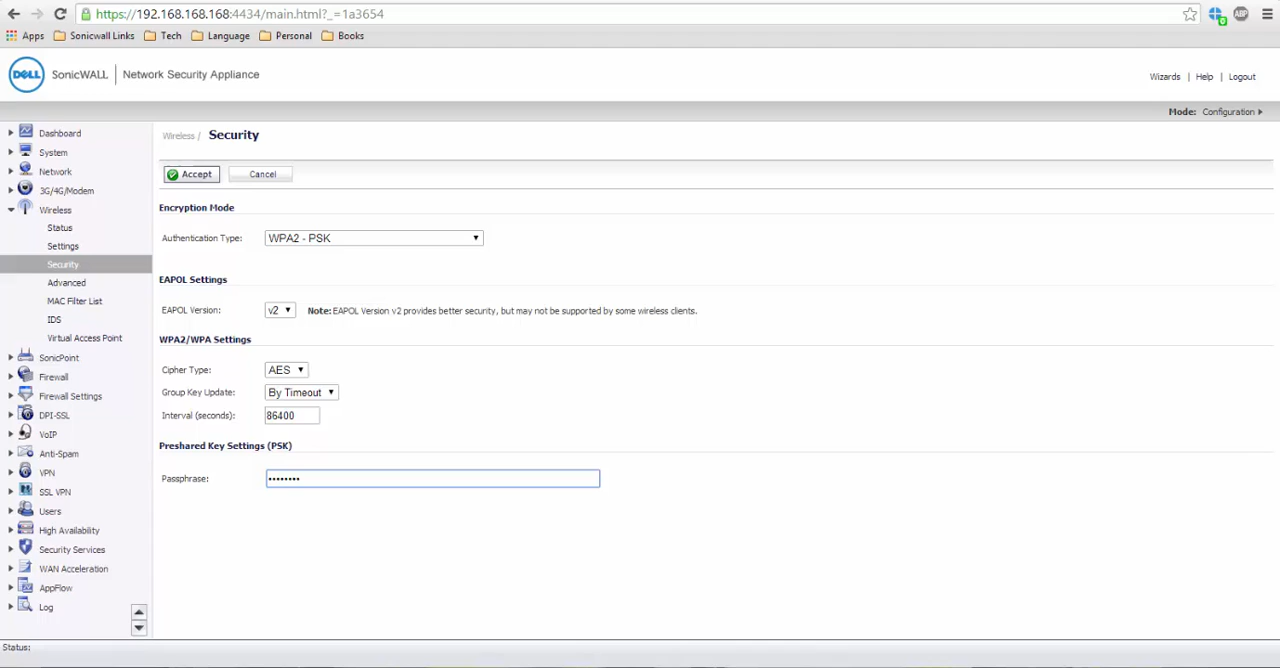 https://192.168.168.168:4434/main.html?_=1a3654
Apps Sonicwall Links Tech Language Personal Books
0 ABP
DELL SonicWALL | Network Security Appliance
Wizards | Help | Logout
Mode: Configuration
Dashboard
System
Network
3G/4G/Modem
Wireless
Status
Settings
Security
Advanced
MAC Filter List
IDS
Virtual Access Point
SonicPoint
Firewall
Firewall Settings
DPI-SSL
VoIP
Anti-Spam
VPN
SSL VPN
Users
High Availability
Security Services
WAN Acceleration
AppFlow
Log
Wireless / Security
Accept Cancel
Encryption Mode
Authentication Type: WPA2 - PSK
EAPOL Settings
EAPOL Version: v2 Note: EAPOL Version v2 provides better security, but may not be supported by some wireless clients.
WPA2/WPA Settings
Cipher Type: AES
Group Key Update: By Timeout
Interval (seconds): 86400
Preshared Key Settings (PSK)
Passphrase: ••••••••
Status: